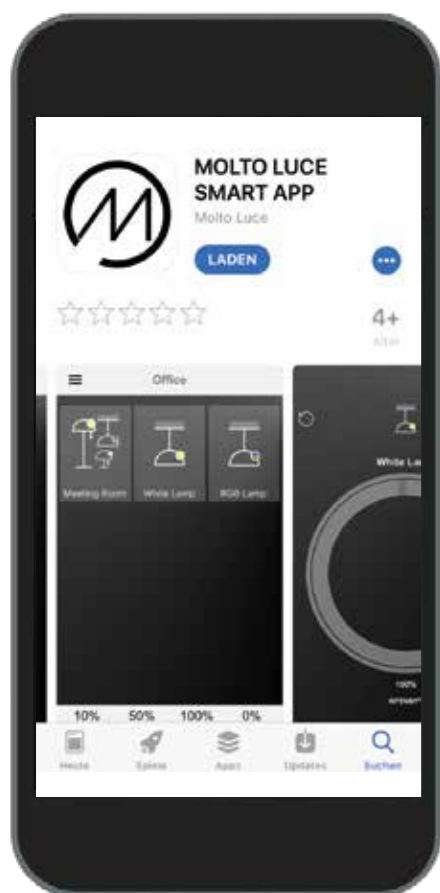 MOLTO LUCE
SMART APP
Molto Luce
LADEN
4+
Alter
Office
Meeting Room White Lamp RGB Lamp
White La
100%
10% 50% 100% 0%
Heute Spiele Apps Updates Suchen